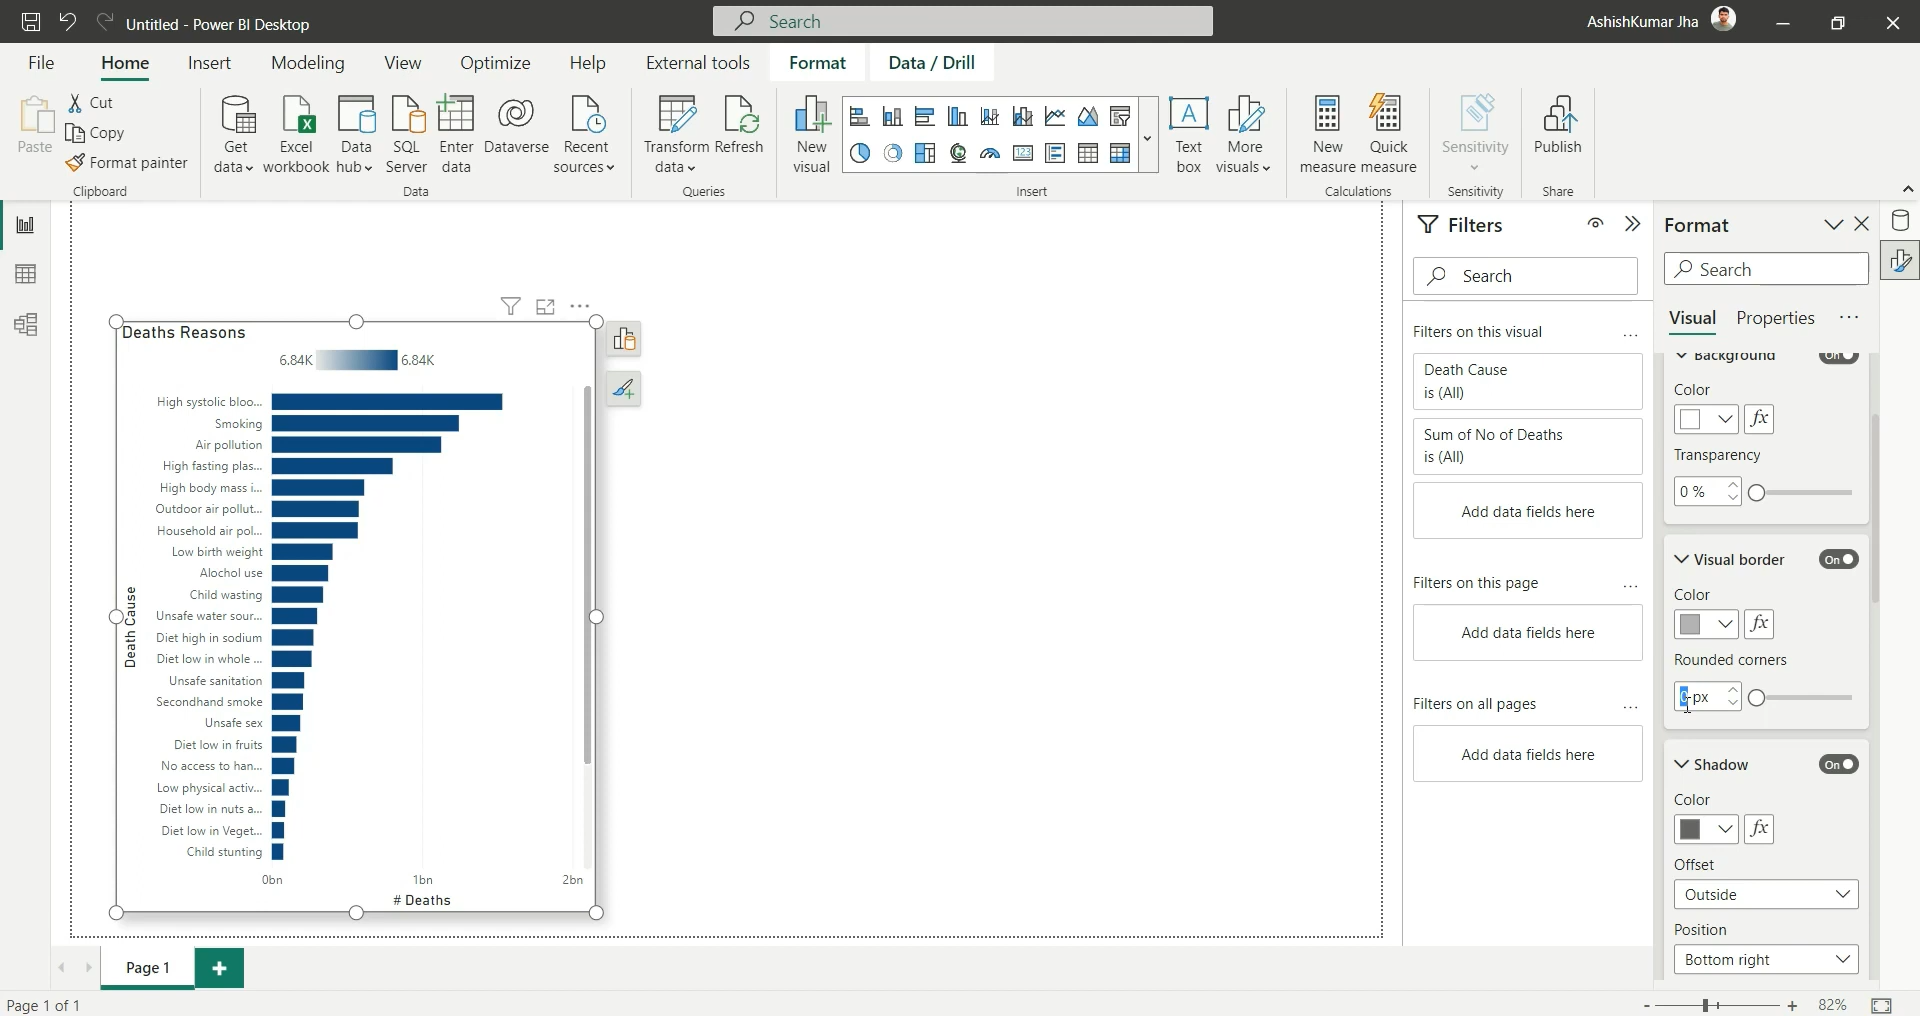 Untitled - Power BI Desktop
Search
AshishKumar Jha
File
Home
Insert
Modeling
View
Optimize
Help
External tools
Format
Data / Drill
Paste
Cut
Copy
Format painter
Clipboard
Get data
Excel workbook
Data hub
SQL Server
Enter data
Dataverse
Recent sources
Data
Transform data
Refresh
Queries
New visual
123
Insert
A
Text box
More visuals
New measure
Quick measure
Calculations
Sensitivity
Sensitivity
Publish
Share
Deaths Reasons
6.84K
6.84K
High systolic bloo...
Smoking
Air pollution
High fasting plas...
High body mass i...
Outdoor air pollut...
Household air pol...
Low birth weight
Alochol use
Child wasting
Unsafe water sour...
Diet high in sodium
Diet low in whole ...
Unsafe sanitation
Secondhand smoke
Unsafe sex
Diet low in fruits
No access to han...
Low physical activ...
Diet low in nuts a...
Diet low in Veget...
Child stunting
Death Cause
0bn
1bn
2bn
# Deaths
Filters
Search
Filters on this visual
...
Death Cause
is (All)
Sum of No of Deaths
is (All)
Add data fields here
Filters on this page
...
Add data fields here
Filters on all pages
...
Add data fields here
Format
Search
Visual
Properties
...
Background
On
Color
fx
Transparency
0 %
Visual border
On
Color
fx
Rounded corners
0 px
Shadow
On
Color
fx
Offset
Outside
Position
Bottom right
Page 1
+
Page 1 of 1
-
+
82%